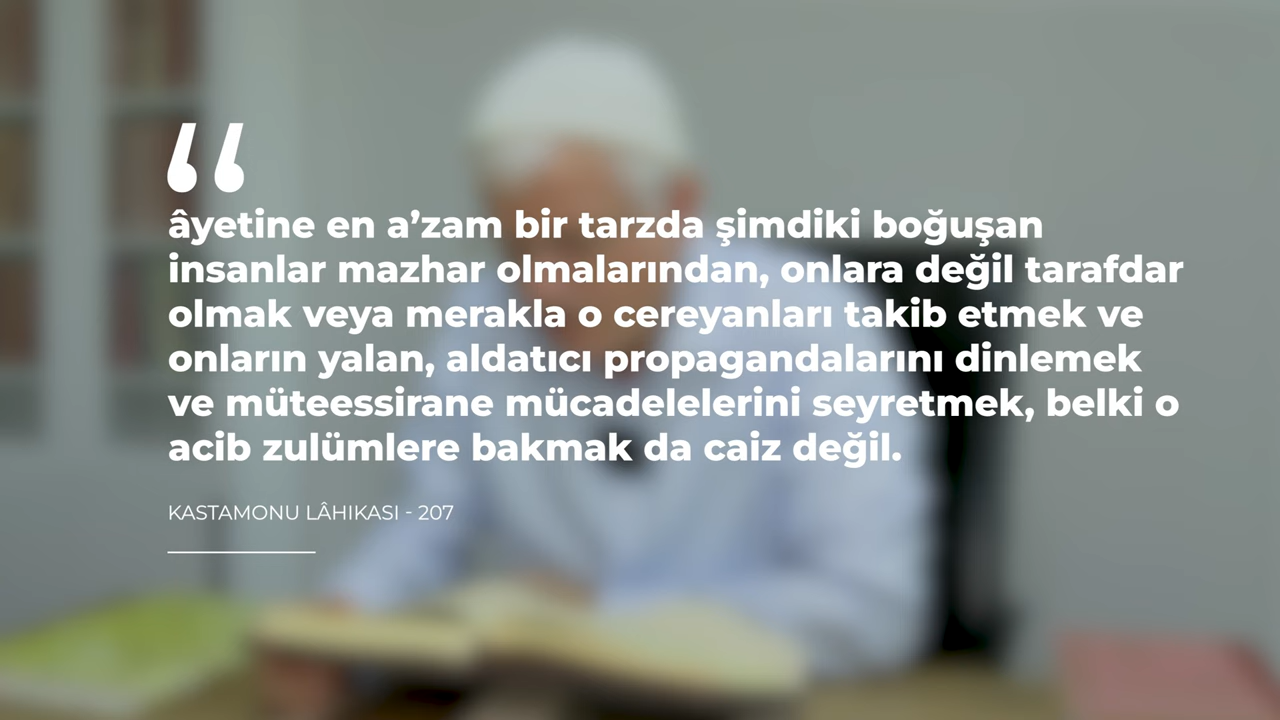 “
âyetine en a’zam bir tarzda şimdiki boğuşan
insanlar mazhar olmalarından, onlara değil tarafdar
olmak veya merakla o cereyanları takib etmek ve
onların yalan, aldatıcı propagandalarını dinlemek
ve müteessirane mücadelelerini seyretmek, belki o
acib zulümlere bakmak da caiz değil.
KASTAMONU LÂHIKASI - 207